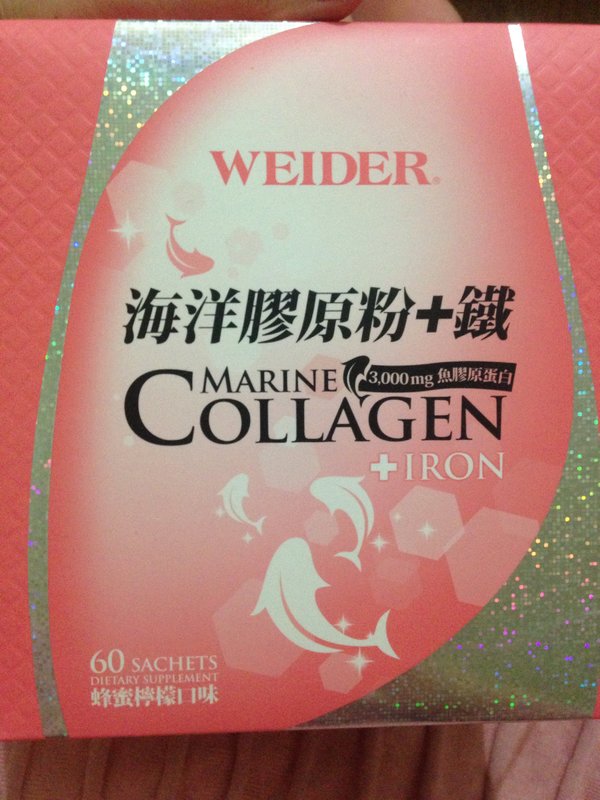 WEIDER®
海洋膠原粉+鐵
MARINE 3,000mg 魚膠原蛋白
COLLAGEN
+IRON
60 SACHETS
DIETARY SUPPLEMENT
蜂蜜檸檬口味